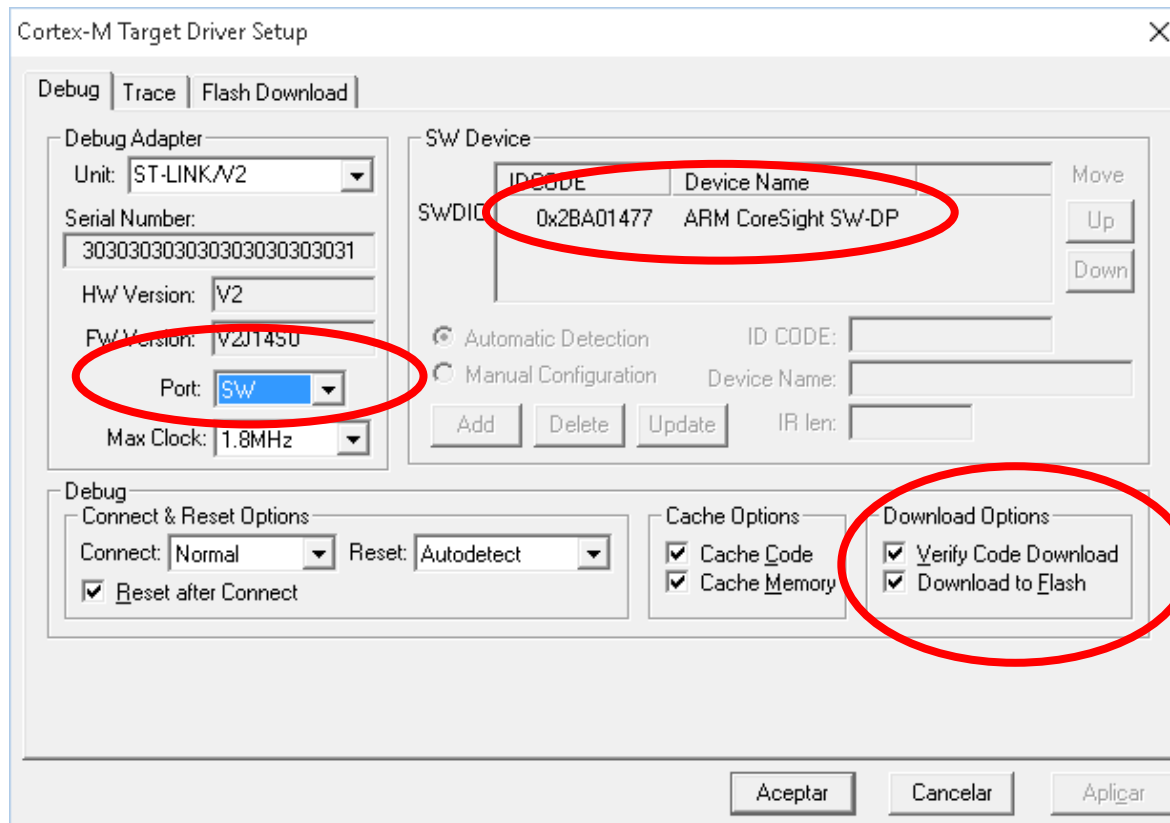 Cortex-M Target Driver Setup
Debug Trace Flash Download
Debug Adapter
Unit: ST-LINK/V2
Serial Number:
303030303030303030303031
HW Version: V2
FW Version: V2J14S0
Port: SW
Max Clock: 1.8MHz
SW Device
IDCODE Device Name
SWDIO 0x2BA01477 ARM CoreSight SW-DP
Move
Up
Down
Automatic Detection ID CODE:
Manual Configuration Device Name:
Add Delete Update IR len:
Debug
Connect & Reset Options
Connect: Normal Reset: Autodetect
Reset after Connect
Cache Options
Cache Code
Cache Memory
Download Options
Verify Code Download
Download to Flash
Aceptar Cancelar Aplicar